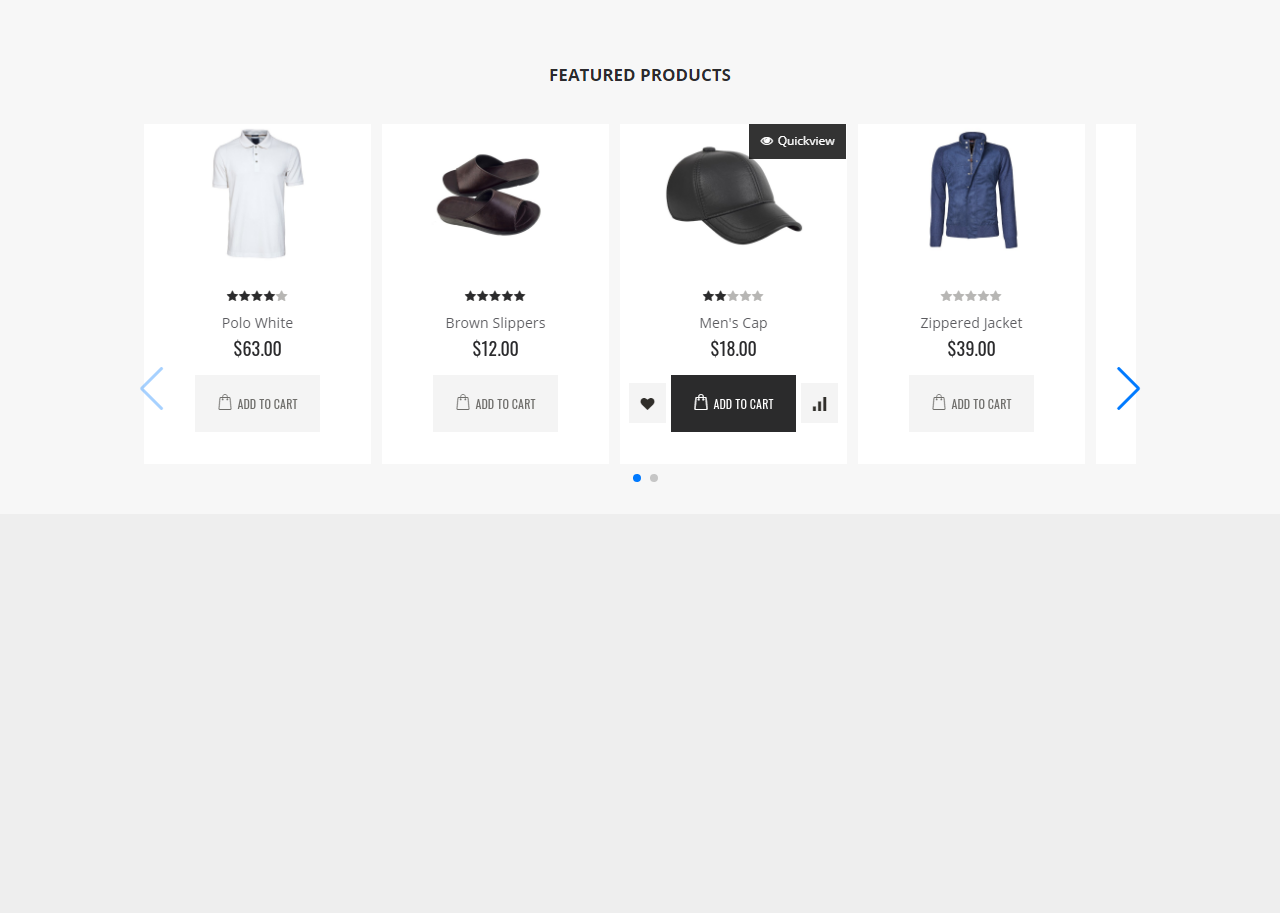 FEATURED PRODUCTS
Quickview
Polo White
$63.00
ADD TO CART
Brown Slippers
$12.00
ADD TO CART
Men's Cap
$18.00
ADD TO CART
Zippered Jacket
$39.00
ADD TO CART